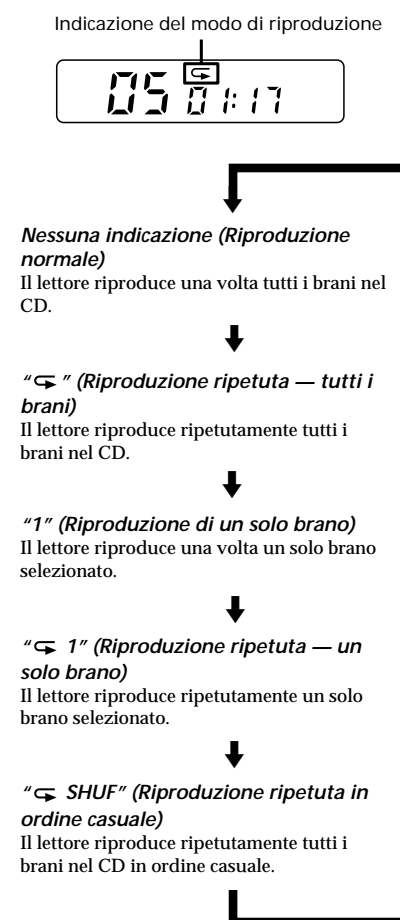 Indicazione del modo di riproduzione
05 01:17
Nessuna indicazione (Riproduzione
normale)
Il lettore riproduce una volta tutti i brani nel
CD.
“ ” (Riproduzione ripetuta — tutti i
brani)
Il lettore riproduce ripetutamente tutti i
brani nel CD.
“1” (Riproduzione di un solo brano)
Il lettore riproduce una volta un solo brano
selezionato.
“ 1” (Riproduzione ripetuta — un
solo brano)
Il lettore riproduce ripetutamente un solo
brano selezionato.
“ SHUF” (Riproduzione ripetuta in
ordine casuale)
Il lettore riproduce ripetutamente tutti i
brani nel CD in ordine casuale.